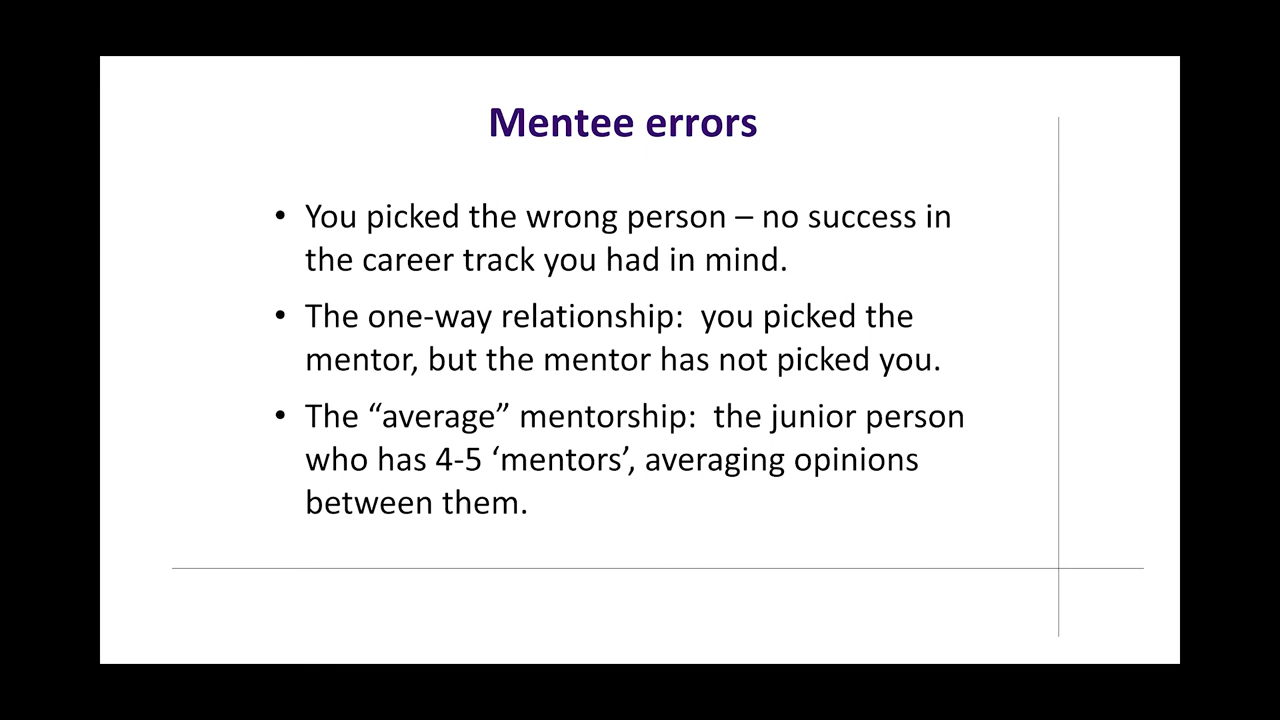 Mentee errors
• You picked the wrong person – no success in
the career track you had in mind.
• The one-way relationship:  you picked the
mentor, but the mentor has not picked you.
• The “average” mentorship:  the junior person
who has 4-5 ‘mentors’, averaging opinions
between them.